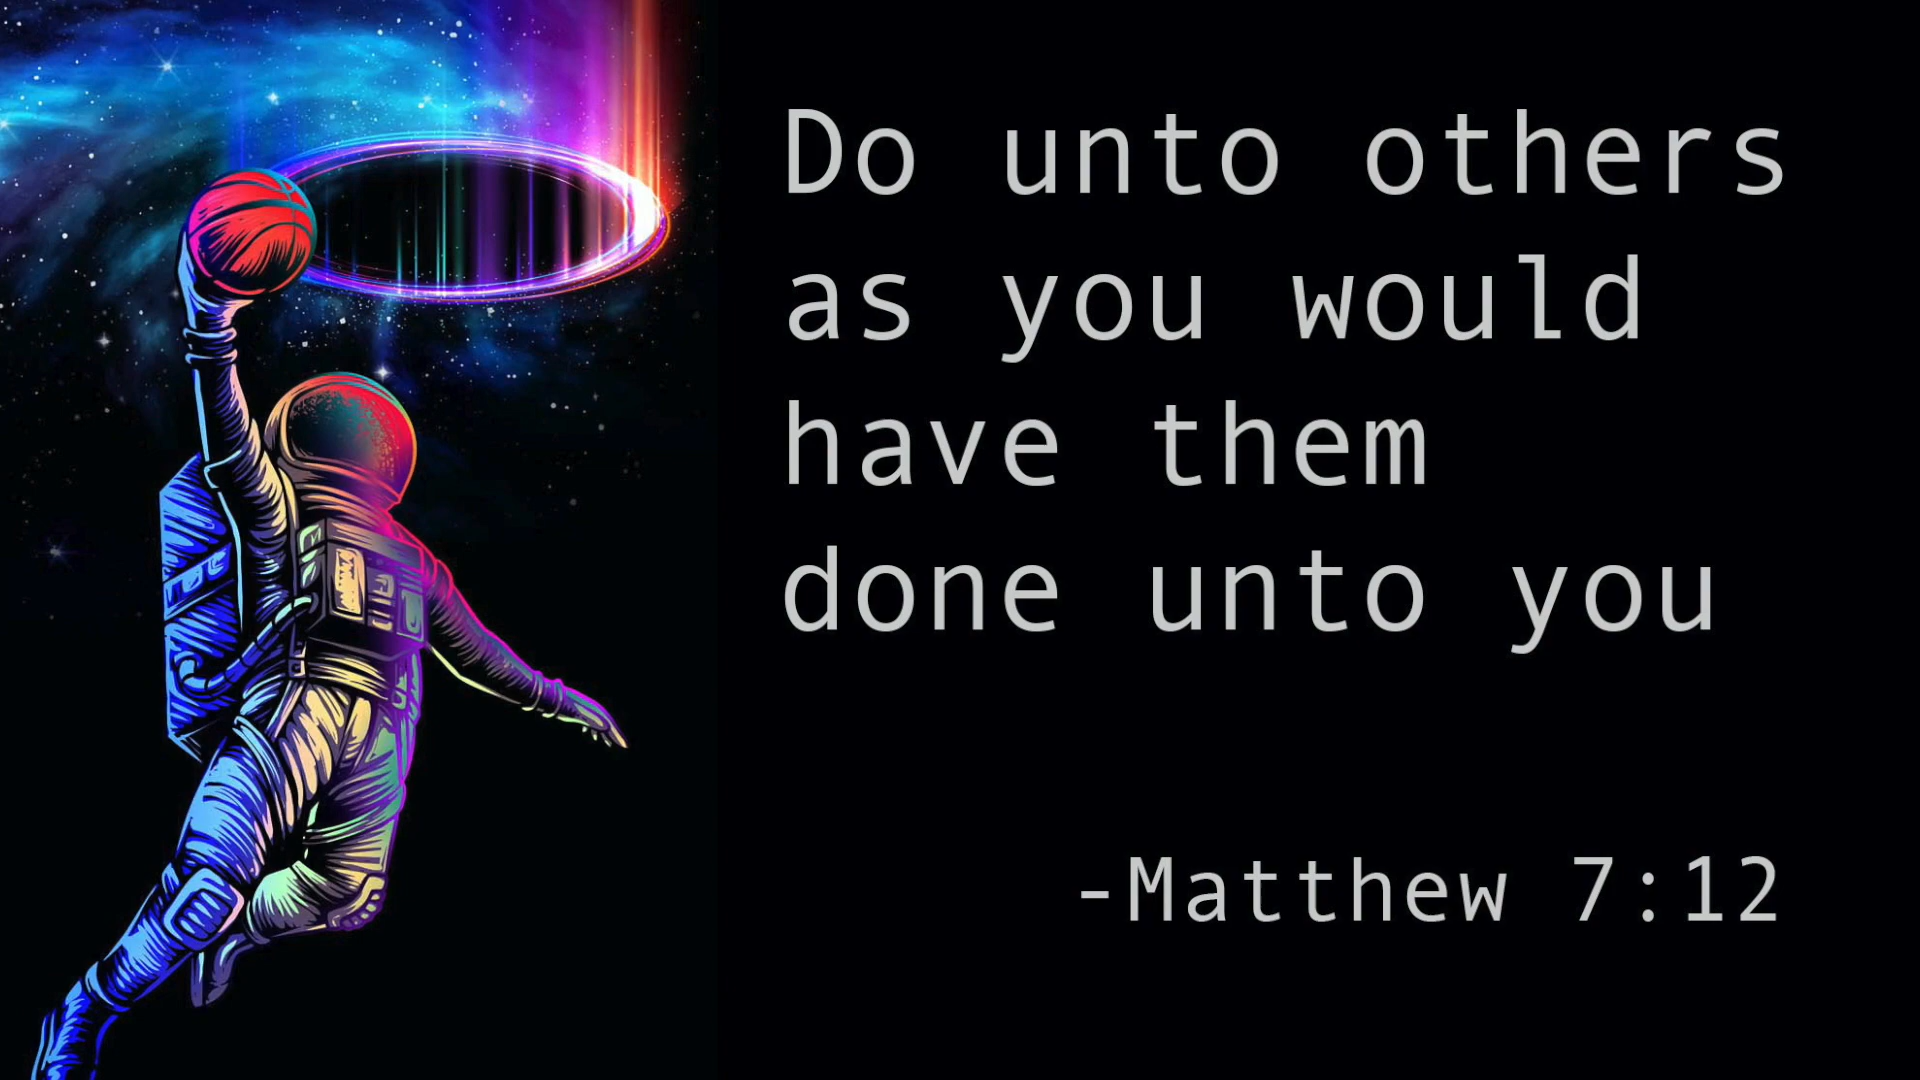 Do unto others
as you would
have them
done unto you
-Matthew 7:12